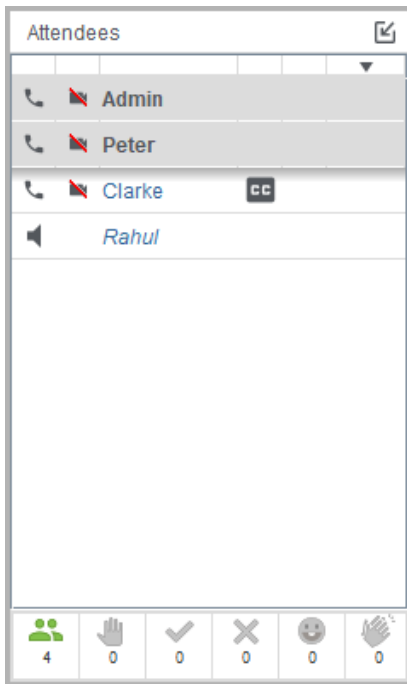 Attendees
Admin
Peter
Clarke CC
Rahul
4 0 0 0 0 0